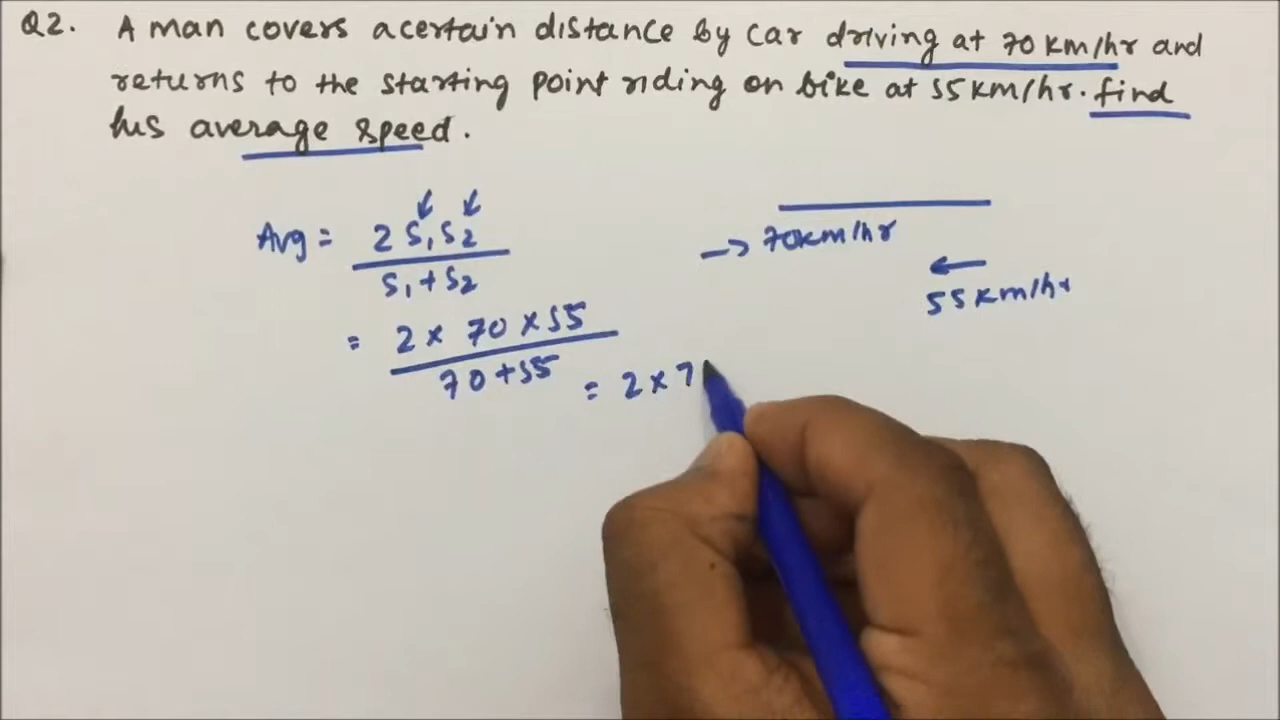 Q2. A man covers a certain distance by car driving at 70 km/hr and
returns to the starting point riding on bike at 55 km/hr. find
his average speed.
Avg = 2 S1S2
S1 + S2
= 2 × 70 × 55
70 + 55
= 2 × 7
→ 70km/hr
←
55 km/hr